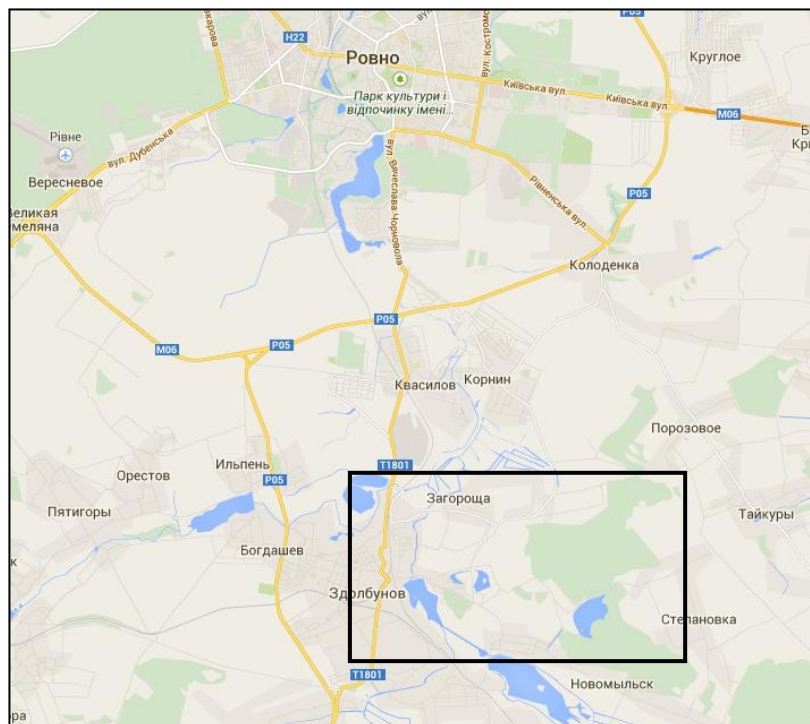 P05
Круглое
H22
Ровно
вул. Костромс
Київська вул.
Київська вул.
Парк культури і
відпочинку імені...
M06
Рівне
вул. Дубенська
Вересневое
вул. Вячеслава Чорновола
Рівненська вул.
P05
Великая
Колоденка
P05
M06
P05
Квасилов
Корнин
Порозовое
Ильпень
T1801
Орестов
P05
Загороща
Пятигоры
Тайкуры
Богдашев
Здолбунов
Степановка
Новомыльск
T1801